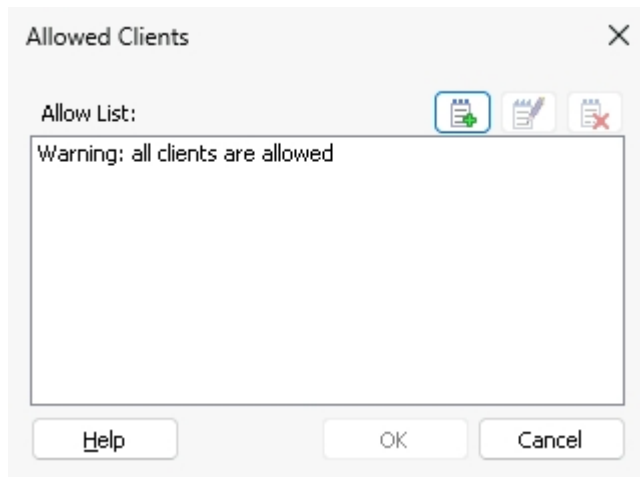 Allowed Clients
Allow List:
Warning: all clients are allowed
Help
OK
Cancel